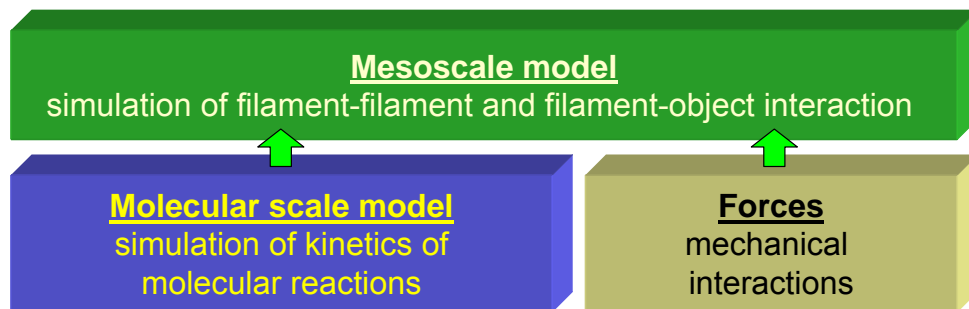 Mesoscale model
simulation of filament-filament and filament-object interaction
Molecular scale model
simulation of kinetics of
molecular reactions
Forces
mechanical
interactions